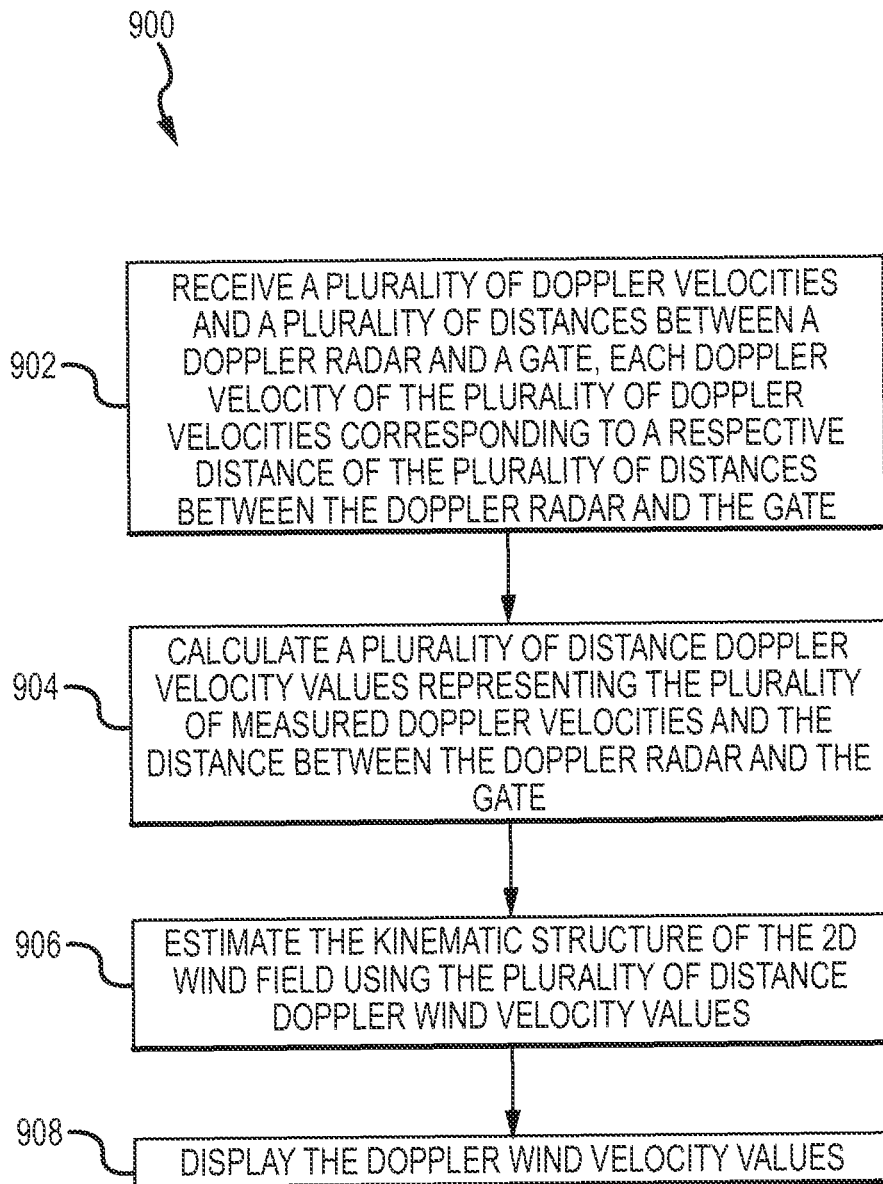 900
902
RECEIVE A PLURALITY OF DOPPLER VELOCITIES
AND A PLURALITY OF DISTANCES BETWEEN A
DOPPLER RADAR AND A GATE, EACH DOPPLER
VELOCITY OF THE PLURALITY OF DOPPLER
VELOCITIES CORRESPONDING TO A RESPECTIVE
DISTANCE OF THE PLURALITY OF DISTANCES
BETWEEN THE DOPPLER RADAR AND THE GATE
904
CALCULATE A PLURALITY OF DISTANCE DOPPLER
VELOCITY VALUES REPRESENTING THE PLURALITY
OF MEASURED DOPPLER VELOCITIES AND THE
DISTANCE BETWEEN THE DOPPLER RADAR AND THE
GATE
906
ESTIMATE THE KINEMATIC STRUCTURE OF THE 2D
WIND FIELD USING THE PLURALITY OF DISTANCE
DOPPLER WIND VELOCITY VALUES
908
DISPLAY THE DOPPLER WIND VELOCITY VALUES